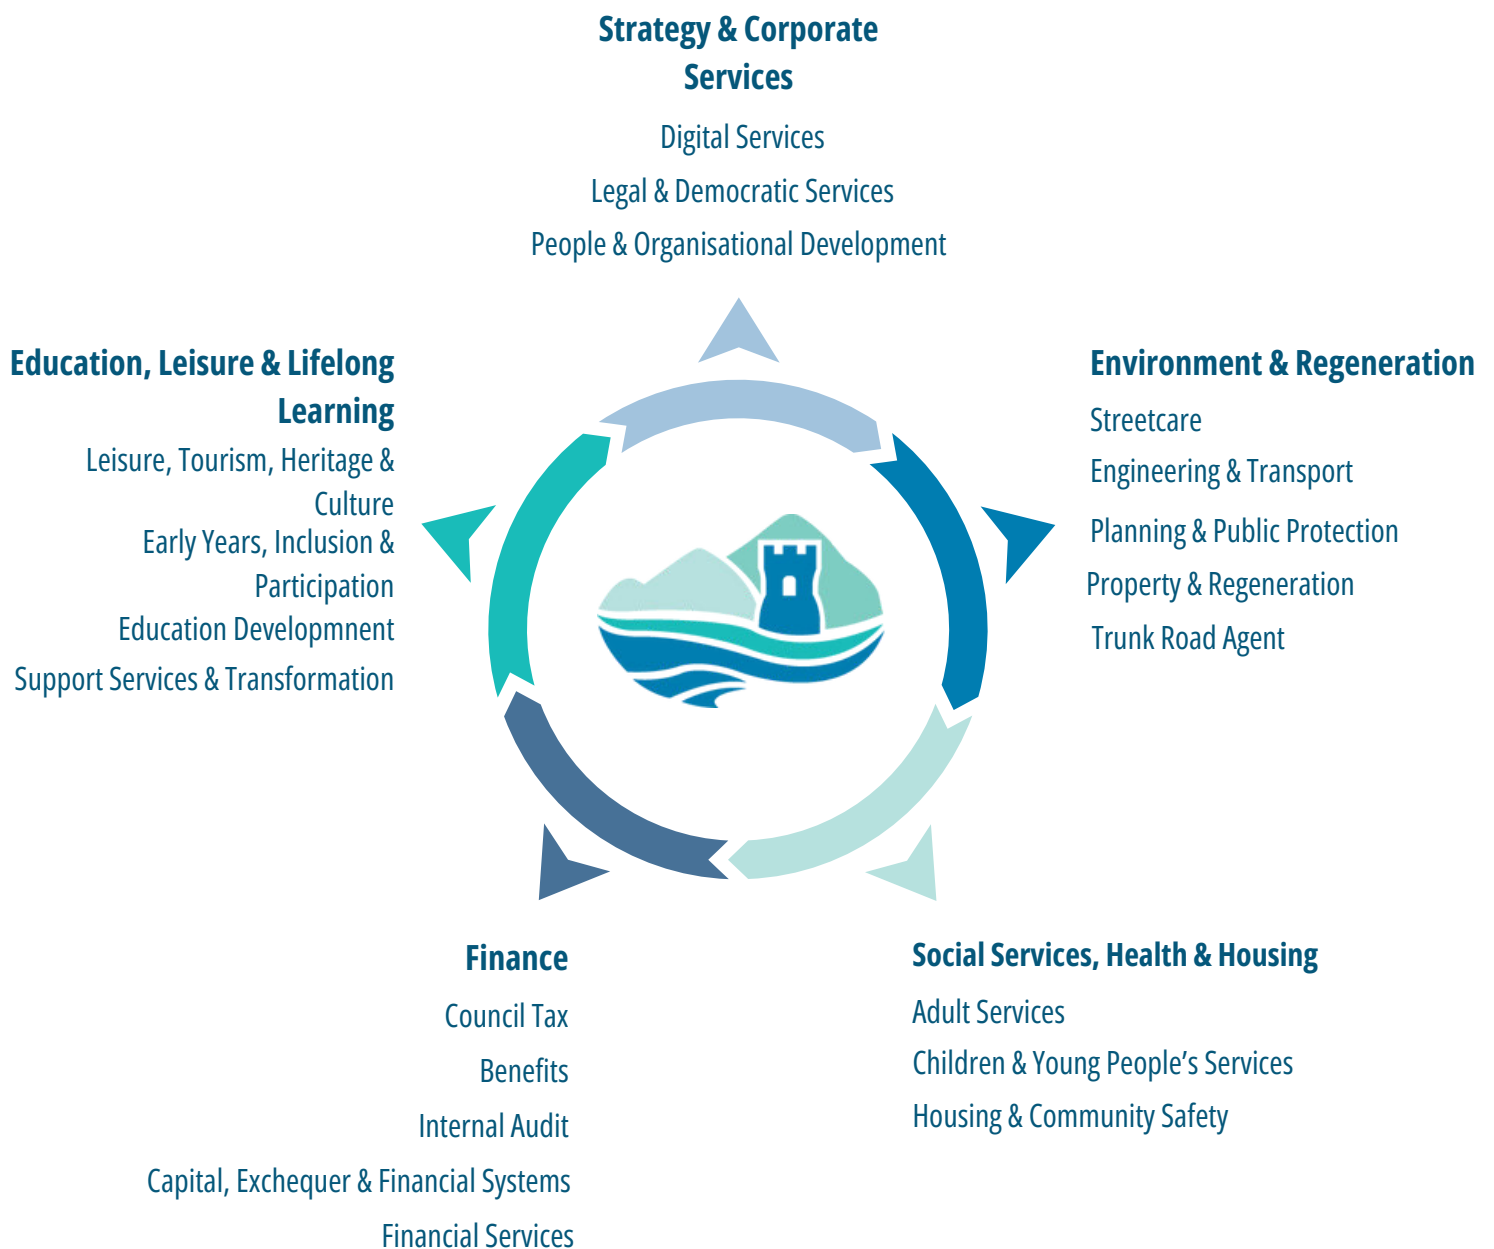 Strategy & Corporate
Services
Digital Services
Legal & Democratic Services
People & Organisational Development
Education, Leisure & Lifelong
Learning
Leisure, Tourism, Heritage &
Culture
Early Years, Inclusion &
Participation
Education Developmnent
Support Services & Transformation
Environment & Regeneration
Streetcare
Engineering & Transport
Planning & Public Protection
Property & Regeneration
Trunk Road Agent
Finance
Council Tax
Benefits
Internal Audit
Capital, Exchequer & Financial Systems
Financial Services
Social Services, Health & Housing
Adult Services
Children & Young People’s Services
Housing & Community Safety